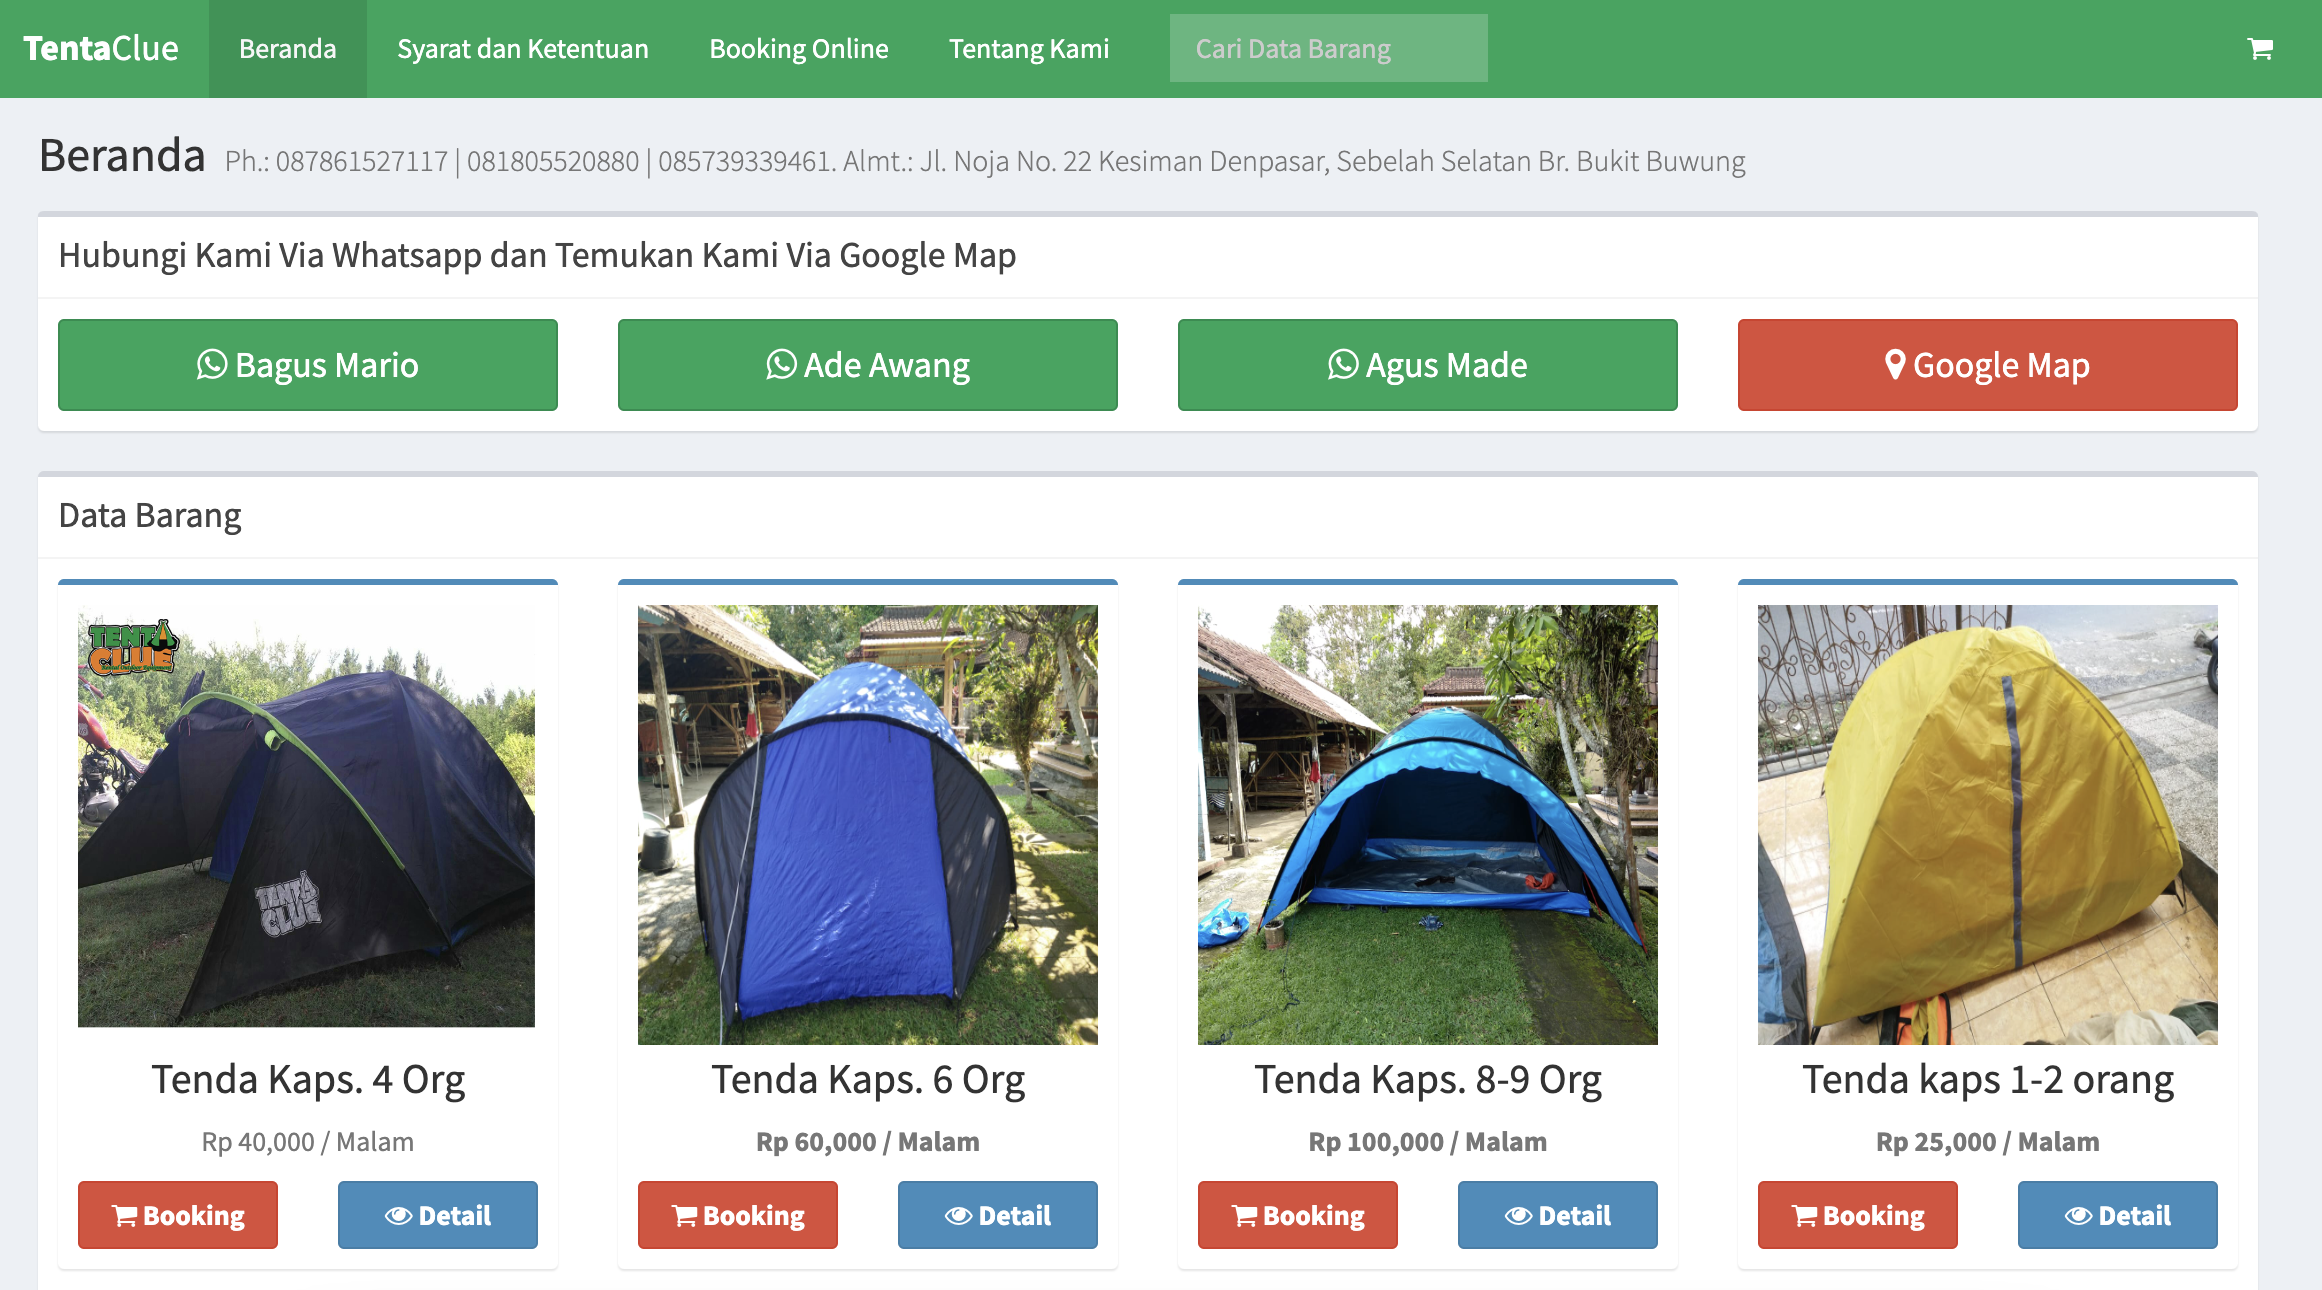 TentaClue Beranda Syarat dan Ketentuan Booking Online Tentang Kami Cari Data Barang
Beranda Ph.: 087861527117 | 081805520880 | 085739339461. Almt.: Jl. Noja No. 22 Kesiman Denpasar, Sebelah Selatan Br. Bukit Buwung
Hubungi Kami Via Whatsapp dan Temukan Kami Via Google Map
Bagus Mario Ade Awang Agus Made Google Map
Data Barang
TENTA
CLUE
TENTA
CLUE
Tenda Kaps. 4 Org Tenda Kaps. 6 Org Tenda Kaps. 8-9 Org Tenda kaps 1-2 orang
Rp 40,000 / Malam Rp 60,000 / Malam Rp 100,000 / Malam Rp 25,000 / Malam
Booking Detail Booking Detail Booking Detail Booking Detail